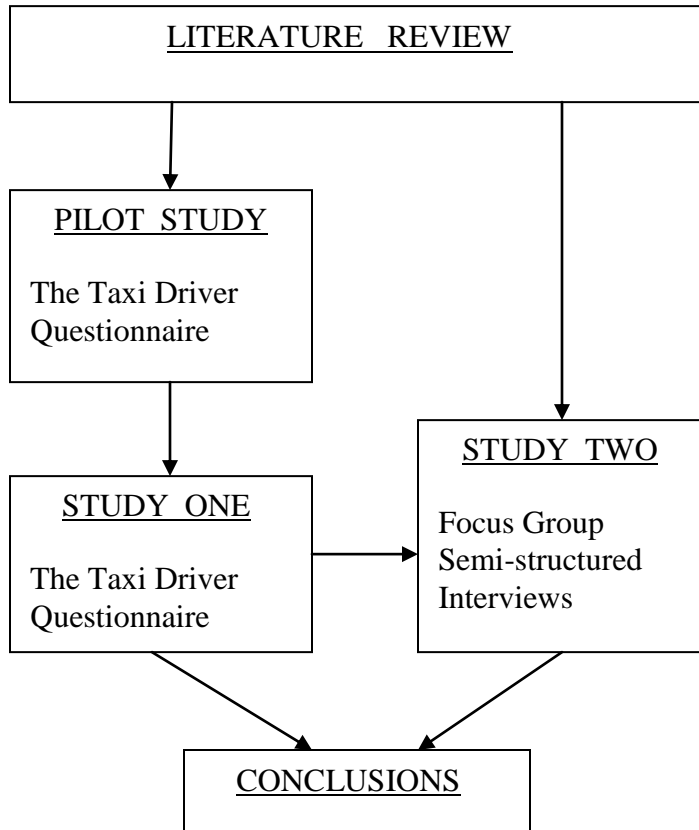 LITERATURE REVIEW
PILOT STUDY
The Taxi Driver
Questionnaire
STUDY ONE
The Taxi Driver
Questionnaire
STUDY TWO
Focus Group
Semi-structured
Interviews
CONCLUSIONS